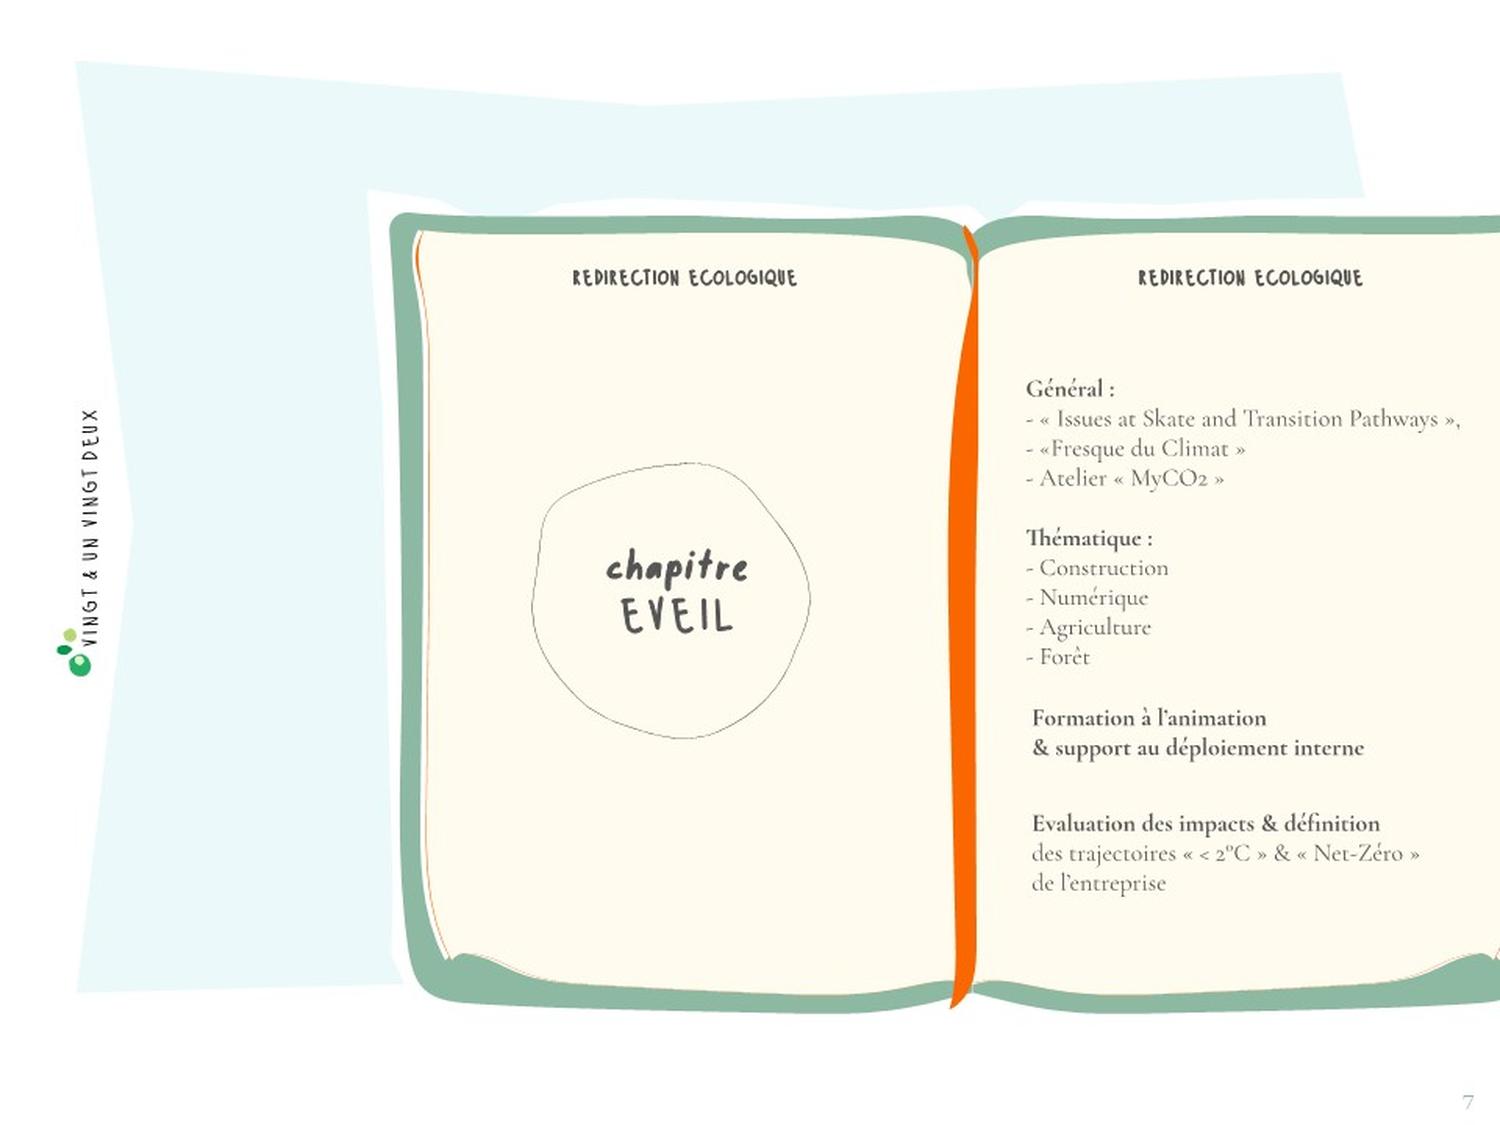 VINGT & UN VINGT DEUX
REDIRECTION ECOLOGIQUE
chapitre
EVEIL
REDIRECTION ECOLOGIQUE
Général :
- « Issues at Skate and Transition Pathways »,
- «Fresque du Climat »
- Atelier « MyCO2 »
Thématique :
- Construction
- Numérique
- Agriculture
- Forêt
Formation à l’animation
& support au déploiement interne
Evaluation des impacts & définition
des trajectoires « < 2°C » & « Net-Zéro »
de l’entreprise
7